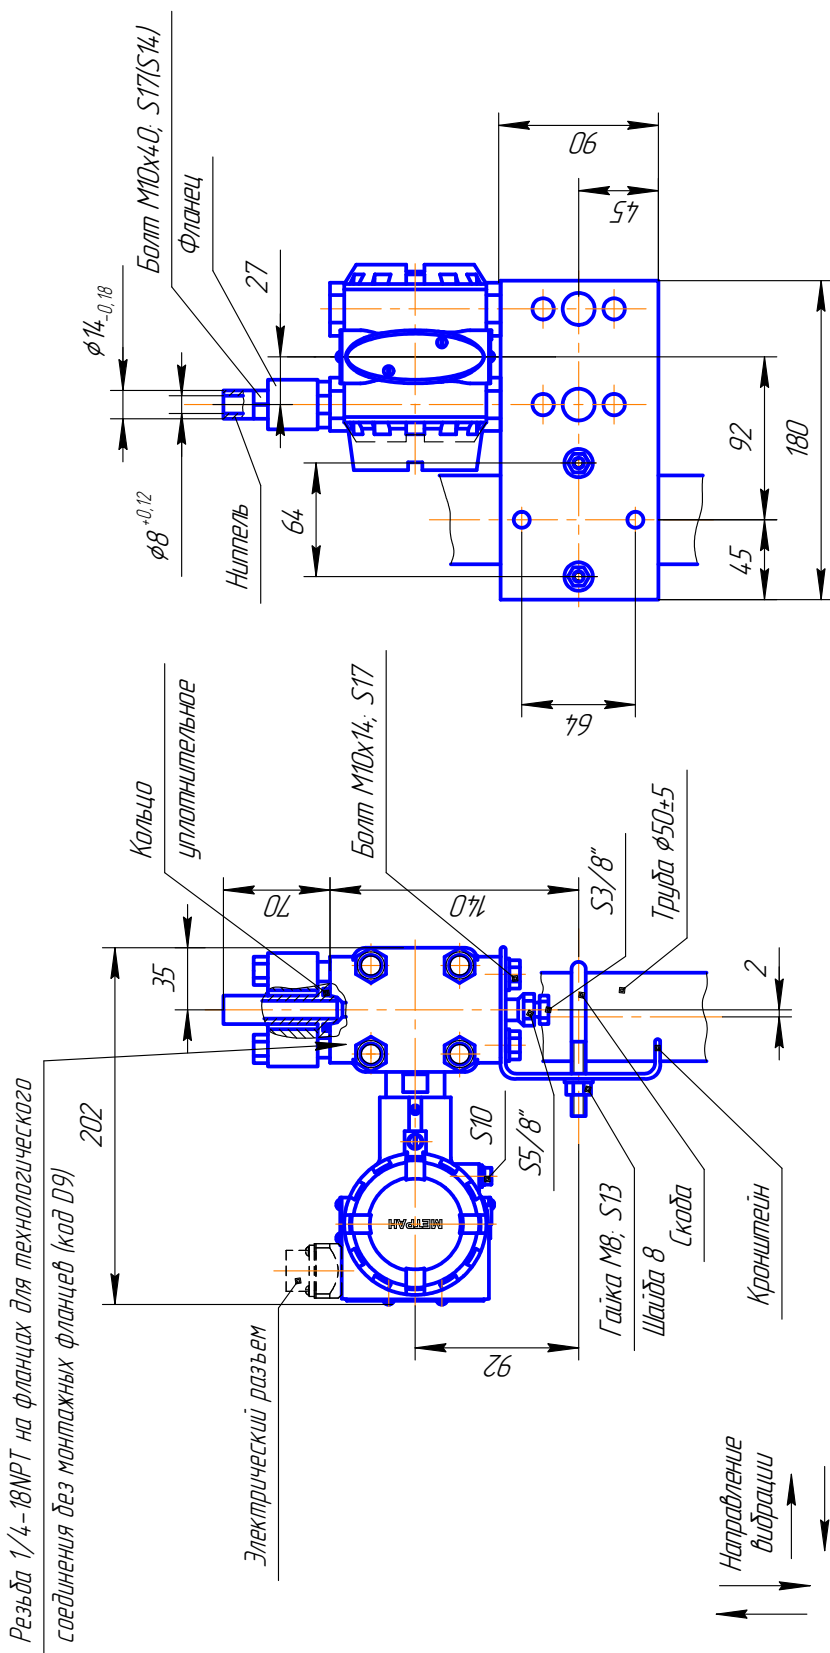 Резьба 1/4-18NPT на фланцах для технологического
соединения без монтажных фланцев (код D9)
202
35
Кольцо
уплотнительное
70
140
Болт М10х14; S17
Электрический разъем
МЕТРАН
92
S10
S5/8"
S3/8"
Труба ϕ50±5
2
Гайка М8; S13
Шайба 8
Скоба
Кронштейн
Направление
вибрации
ϕ14-0,18
ϕ8+0,12
Болт М10х40; S17(S14)
Фланец
Ниппель
27
64
90
45
92
180
45
64